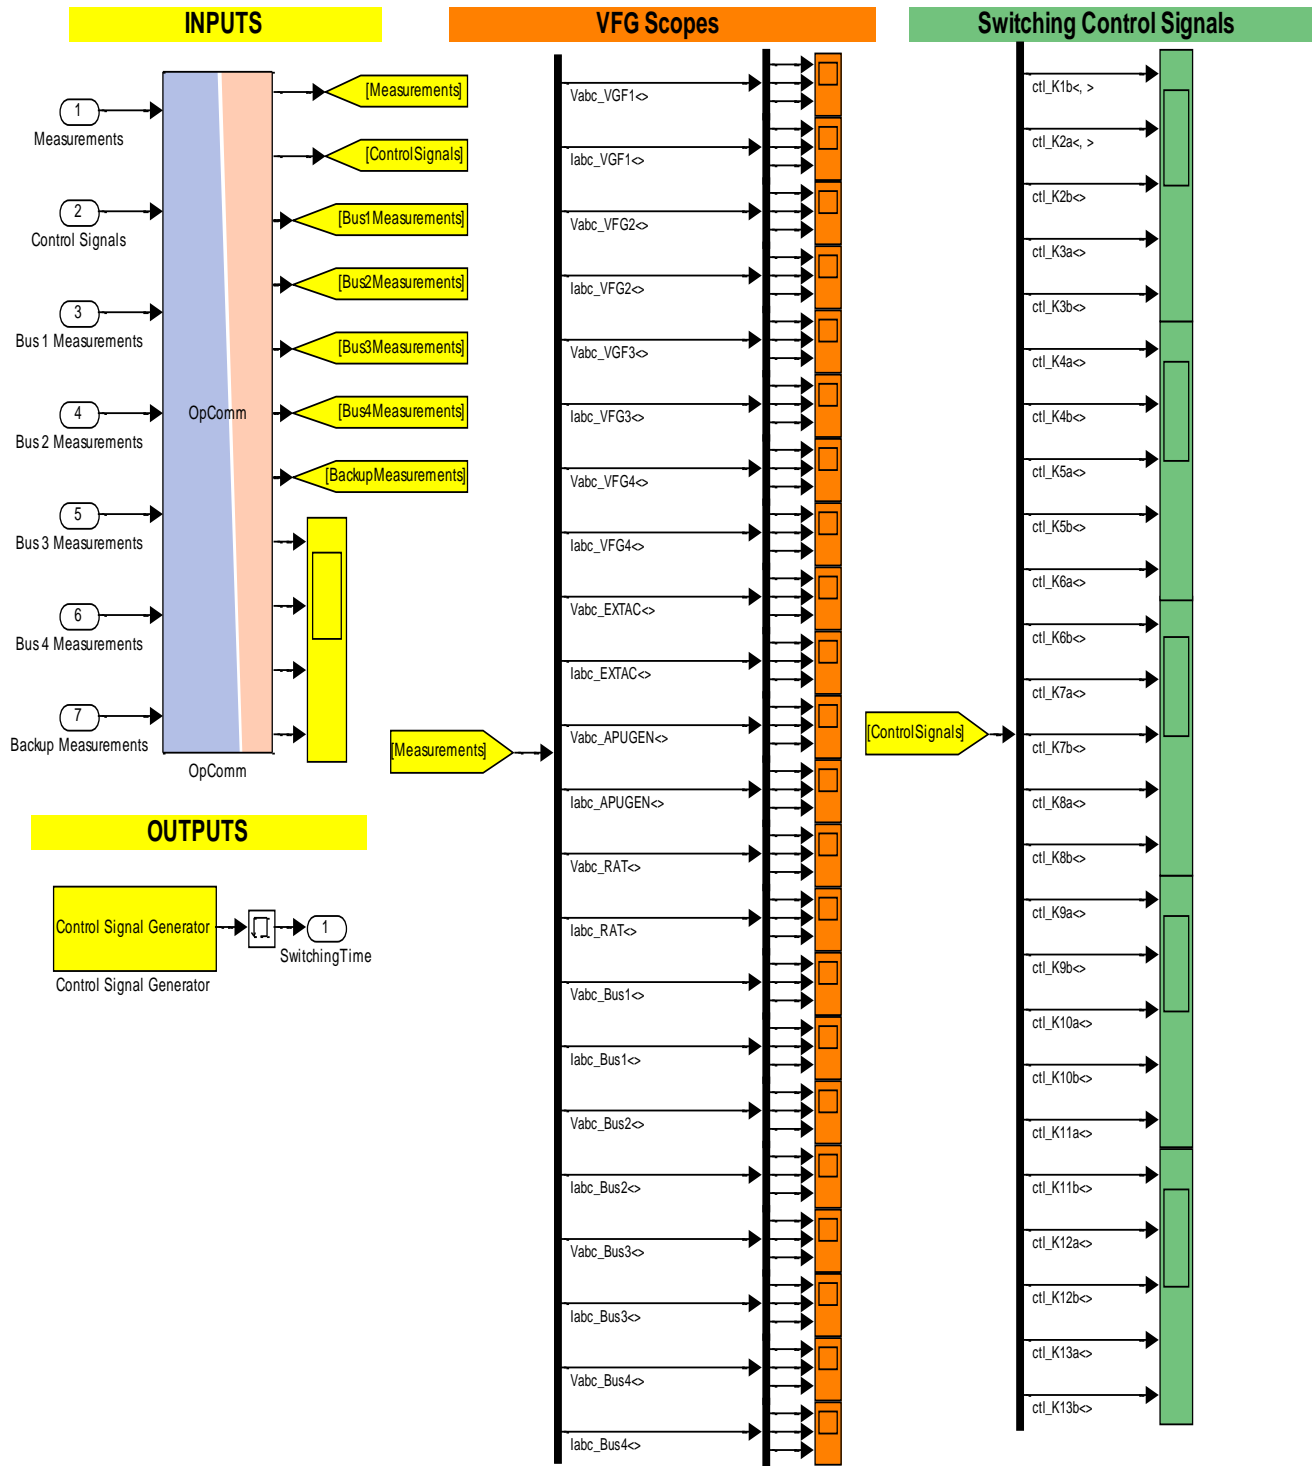 INPUTS
1
Measurements
2
Control Signals
3
Bus 1 Measurements
4
Bus 2 Measurements
5
Bus 3 Measurements
6
Bus 4 Measurements
7
Backup Measurements
OpComm
OpComm
[Measurements]
[ControlSignals]
[Bus1Measurements]
[Bus2Measurements]
[Bus3Measurements]
[Bus4Measurements]
[BackupMeasurements]
OUTPUTS
Control Signal Generator
Control Signal Generator
1
SwitchingTime
VFG Scopes
[Measurements]
Vabc_VGF1<>
Iabc_VGF1<>
Vabc_VFG2<>
Iabc_VFG2<>
Vabc_VGF3<>
Iabc_VFG3<>
Vabc_VFG4<>
Iabc_VFG4<>
Vabc_EXTAC<>
Iabc_EXTAC<>
Vabc_APUGEN<>
Iabc_APUGEN<>
Vabc_RAT<>
Iabc_RAT<>
Vabc_Bus1<>
Iabc_Bus1<>
Vabc_Bus2<>
Iabc_Bus2<>
Vabc_Bus3<>
Iabc_Bus3<>
Vabc_Bus4<>
Iabc_Bus4<>
Switching Control Signals
[ControlSignals]
ctl_K1b<, >
ctl_K2a<, >
ctl_K2b<>
ctl_K3a<>
ctl_K3b<>
ctl_K4a<>
ctl_K4b<>
ctl_K5a<>
ctl_K5b<>
ctl_K6a<>
ctl_K6b<>
ctl_K7a<>
ctl_K7b<>
ctl_K8a<>
ctl_K8b<>
ctl_K9a<>
ctl_K9b<>
ctl_K10a<>
ctl_K10b<>
ctl_K11a<>
ctl_K11b<>
ctl_K12a<>
ctl_K12b<>
ctl_K13a<>
ctl_K13b<>